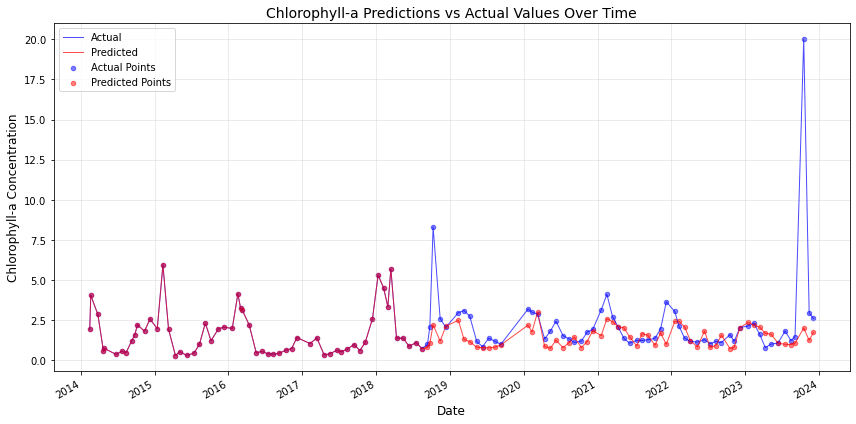 Chlorophyll-a Predictions vs Actual Values Over Time
Actual
Predicted
Actual Points
Predicted Points
Chlorophyll-a Concentration
20.0
17.5
15.0
12.5
10.0
7.5
5.0
2.5
0.0
2014 2015 2016 2017 2018 2019 2020 2021 2022 2023 2024
Date